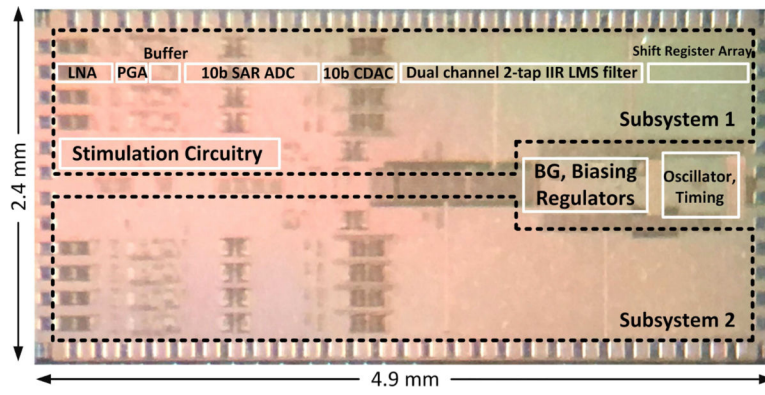 Buffer
Shift Register Array
LNA
PGA
10b SAR ADC
10b CDAC
Dual channel 2-tap IIR LMS filter
Subsystem 1
Stimulation Circuitry
BG, Biasing
Regulators
Oscillator,
Timing
2.4 mm
Subsystem 2
4.9 mm